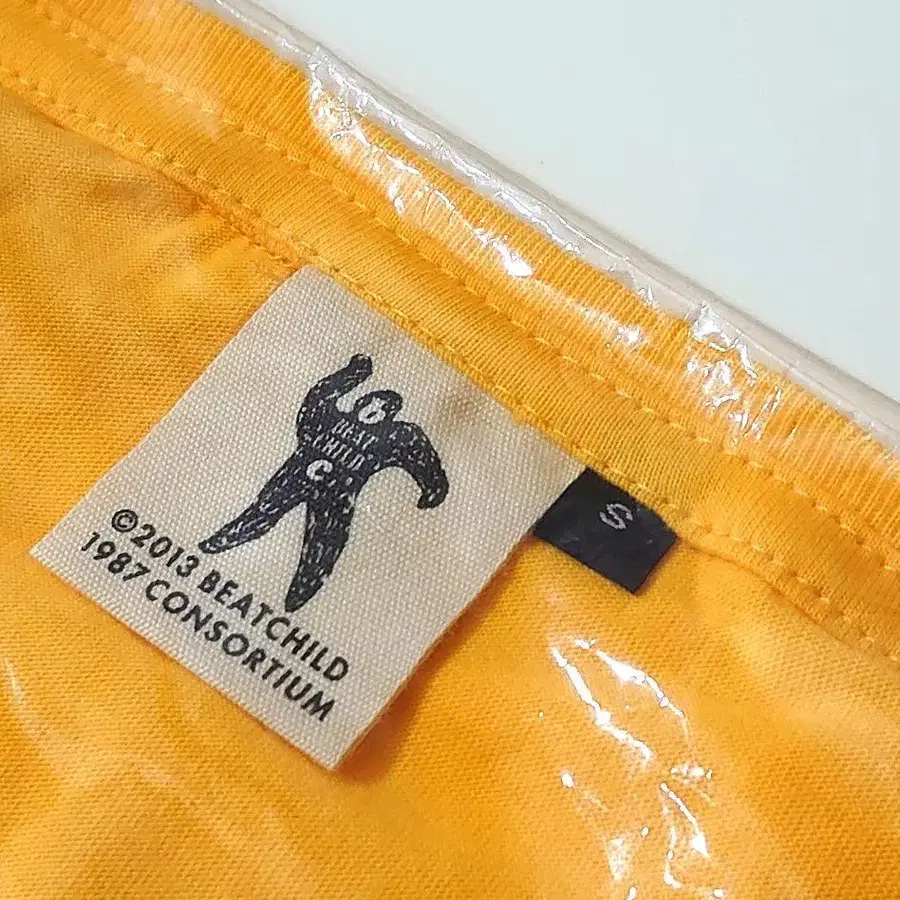 BEAT
CHILD
©2013 BEATCHILD
1987 CONSORTIUM
S